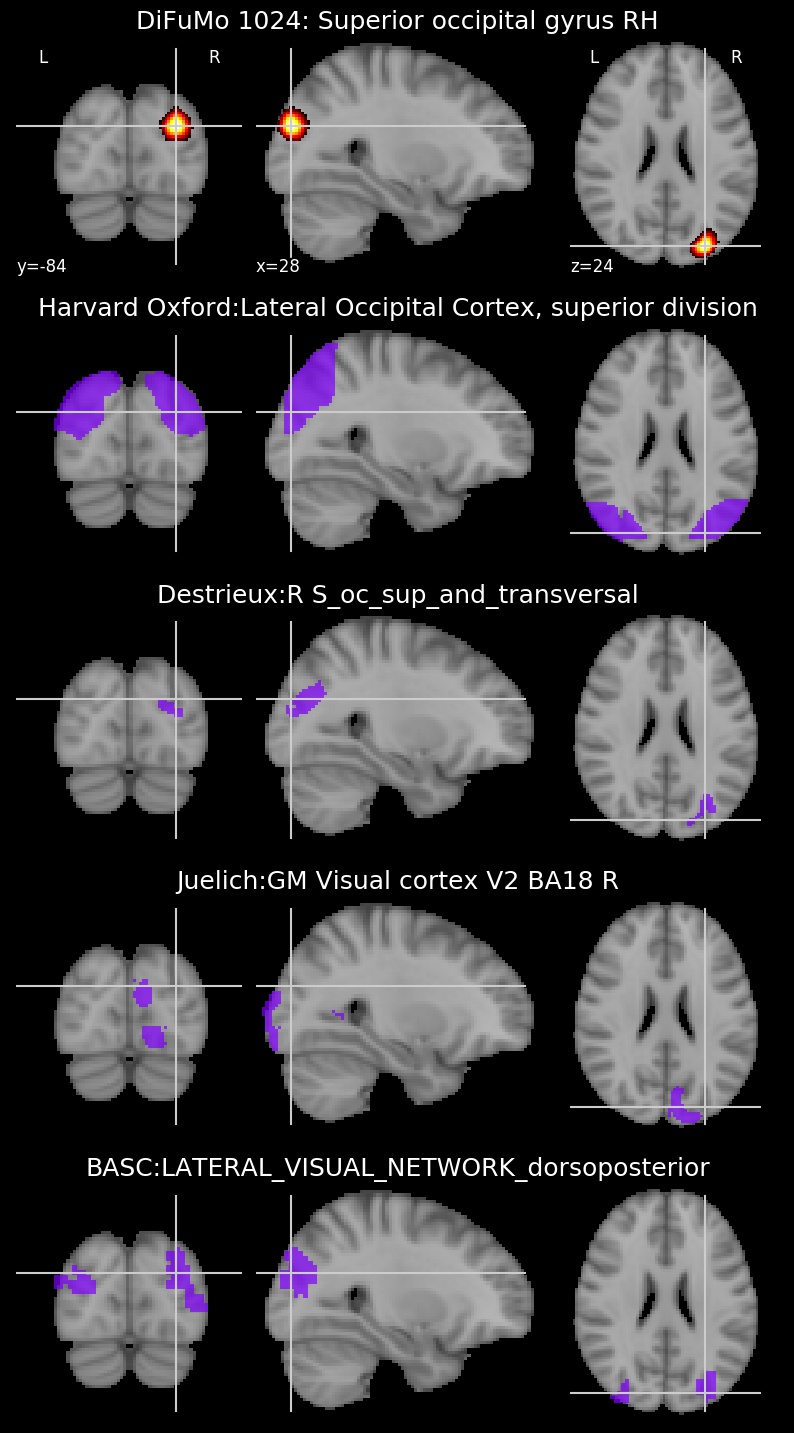 DiFuMo 1024: Superior occipital gyrus RH
L R L R
y=-84 x=28 z=24
Harvard Oxford:Lateral Occipital Cortex, superior division
Destrieux:R S_oc_sup_and_transversal
Juelich:GM Visual cortex V2 BA18 R
BASC:LATERAL_VISUAL_NETWORK_dorsoposterior